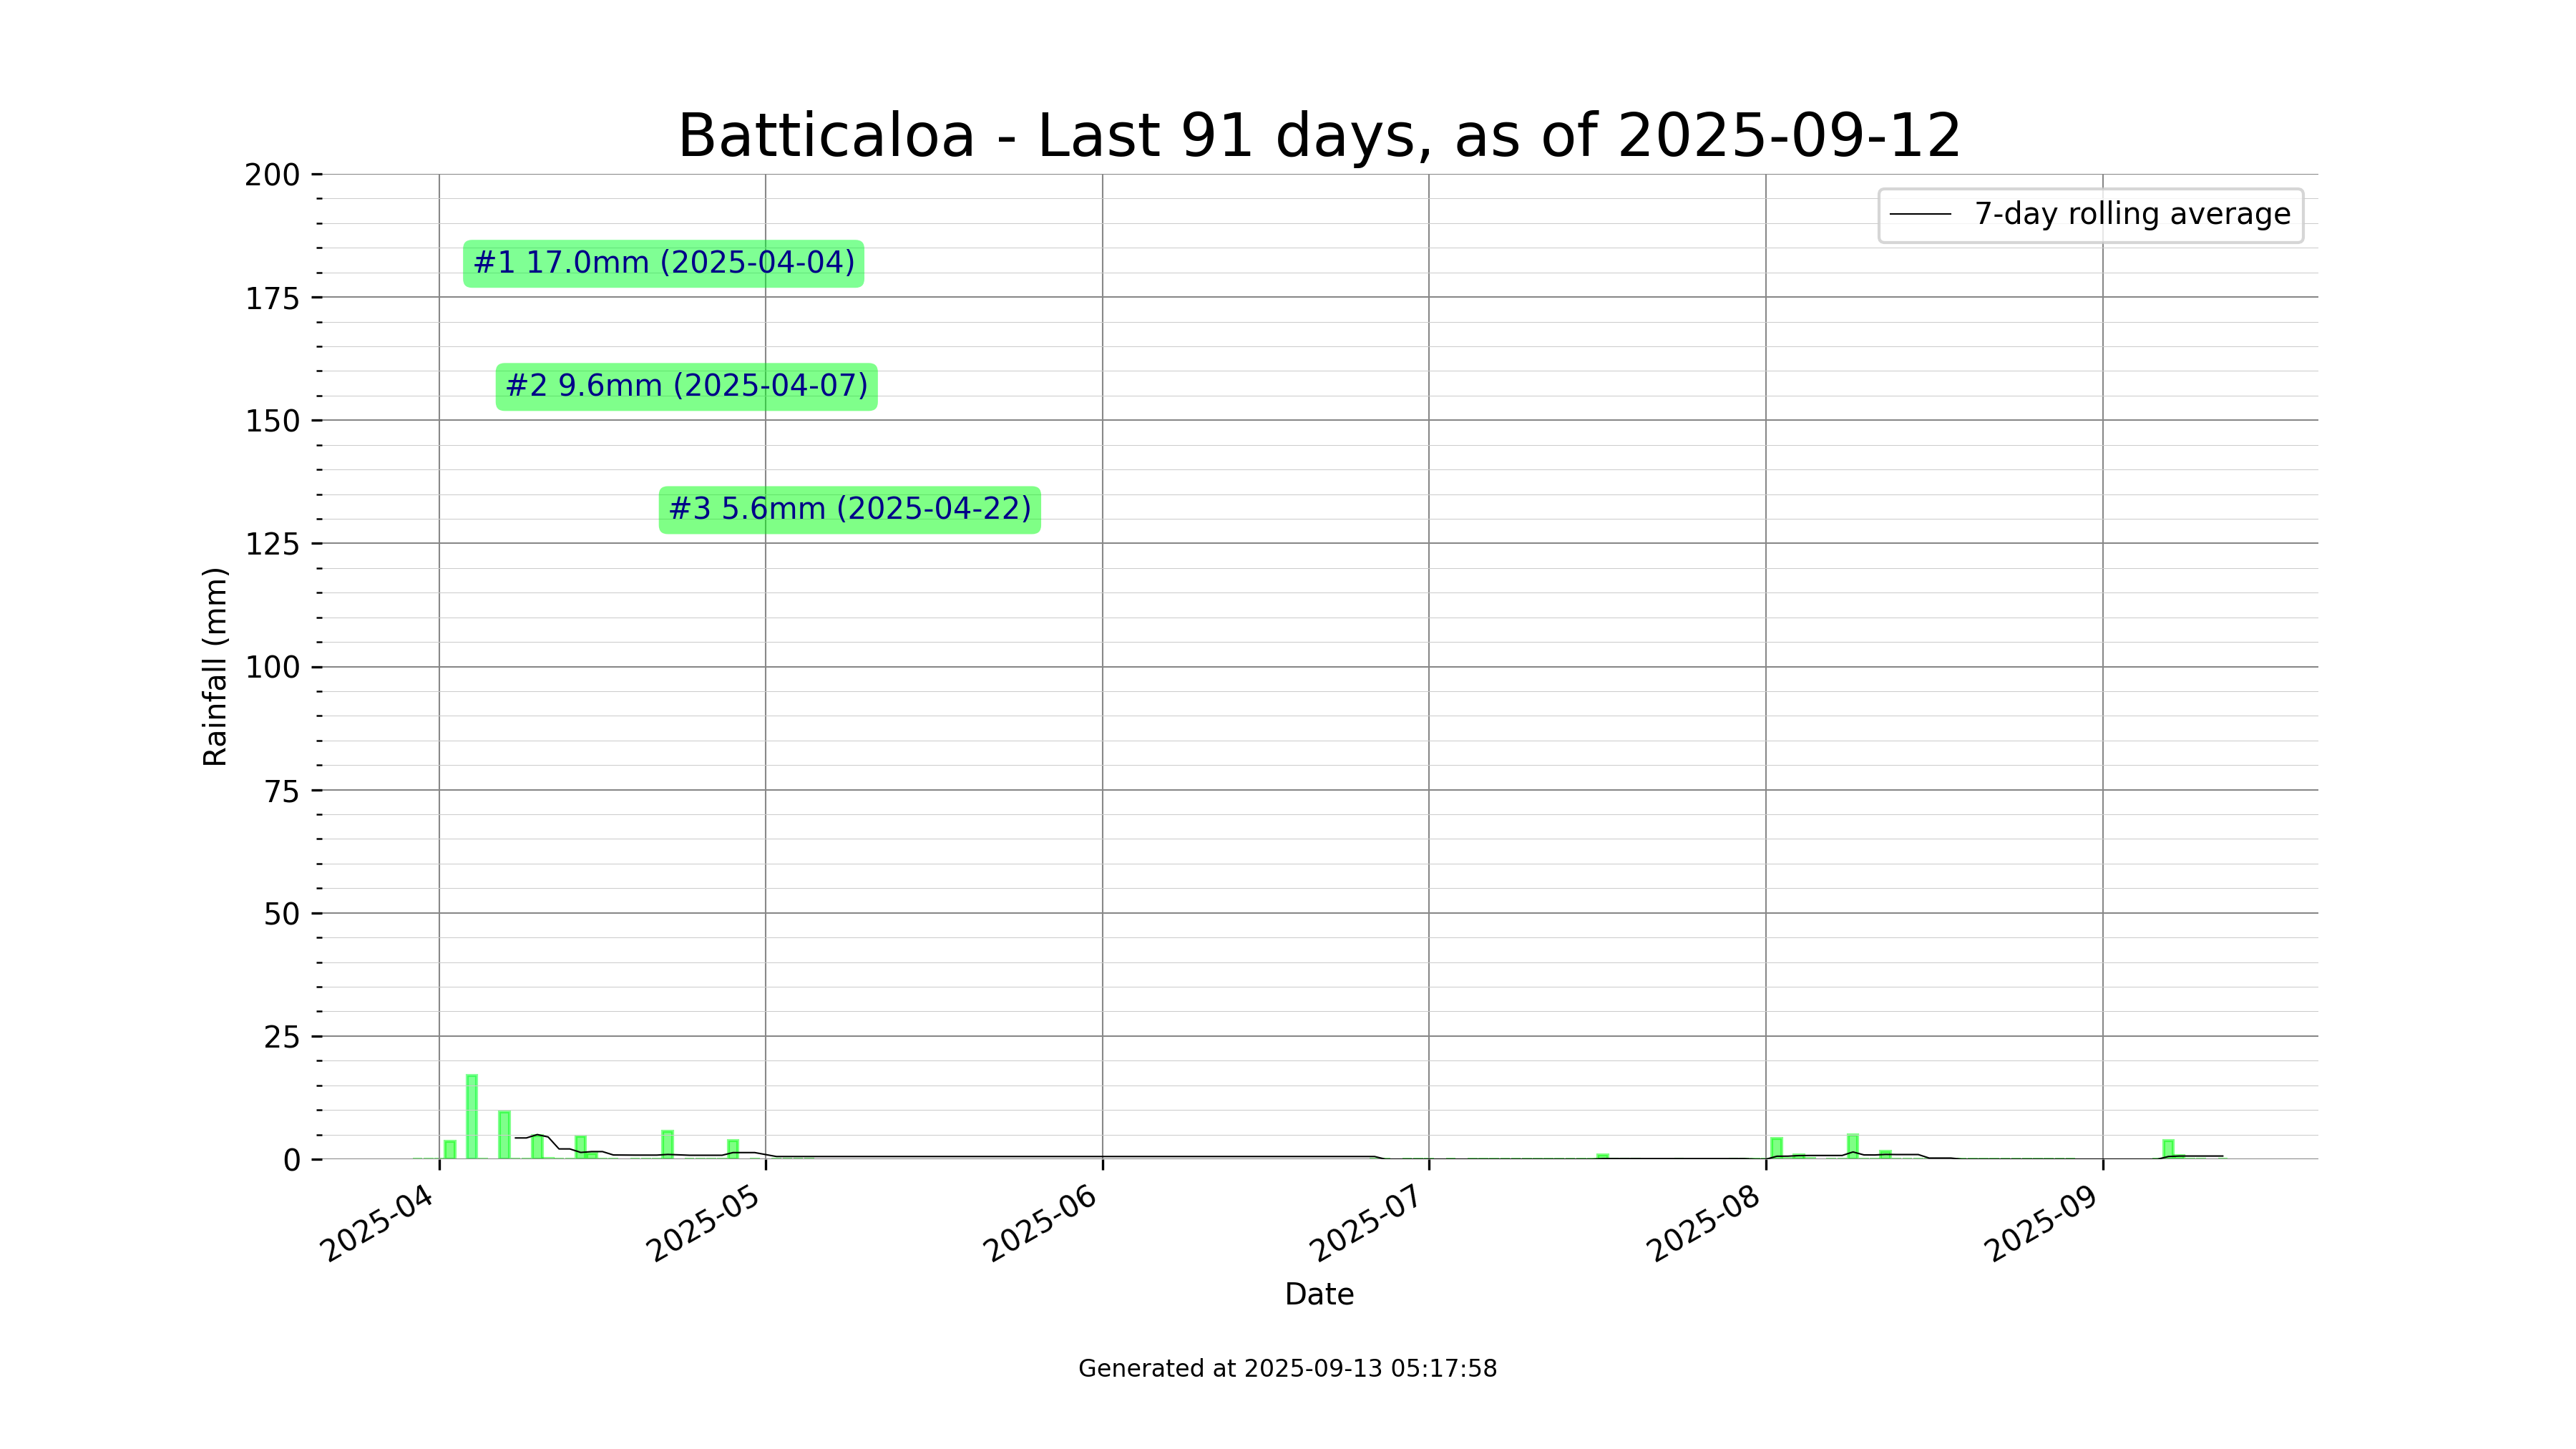 Batticaloa - Last 91 days, as of 2025-09-12
200
175
150
125
100
75
50
25
0
Rainfall (mm)
7-day rolling average
#1 17.0mm (2025-04-04)
#2 9.6mm (2025-04-07)
#3 5.6mm (2025-04-22)
2025-04
2025-05
2025-06
2025-07
2025-08
2025-09
Date
Generated at 2025-09-13 05:17:58